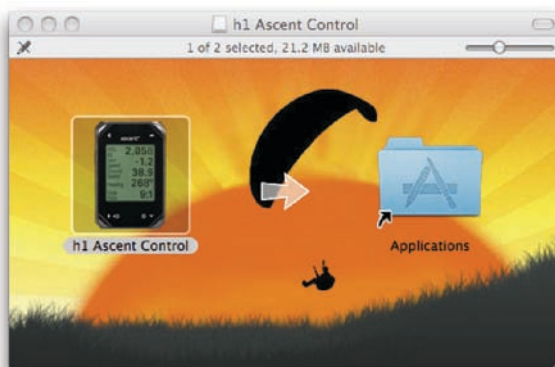 h1 Ascent Control
1 of 2 selected, 21.2 MB available
2,050
-1.2
38.9
268°
9:1
h1 Ascent Control
Applications